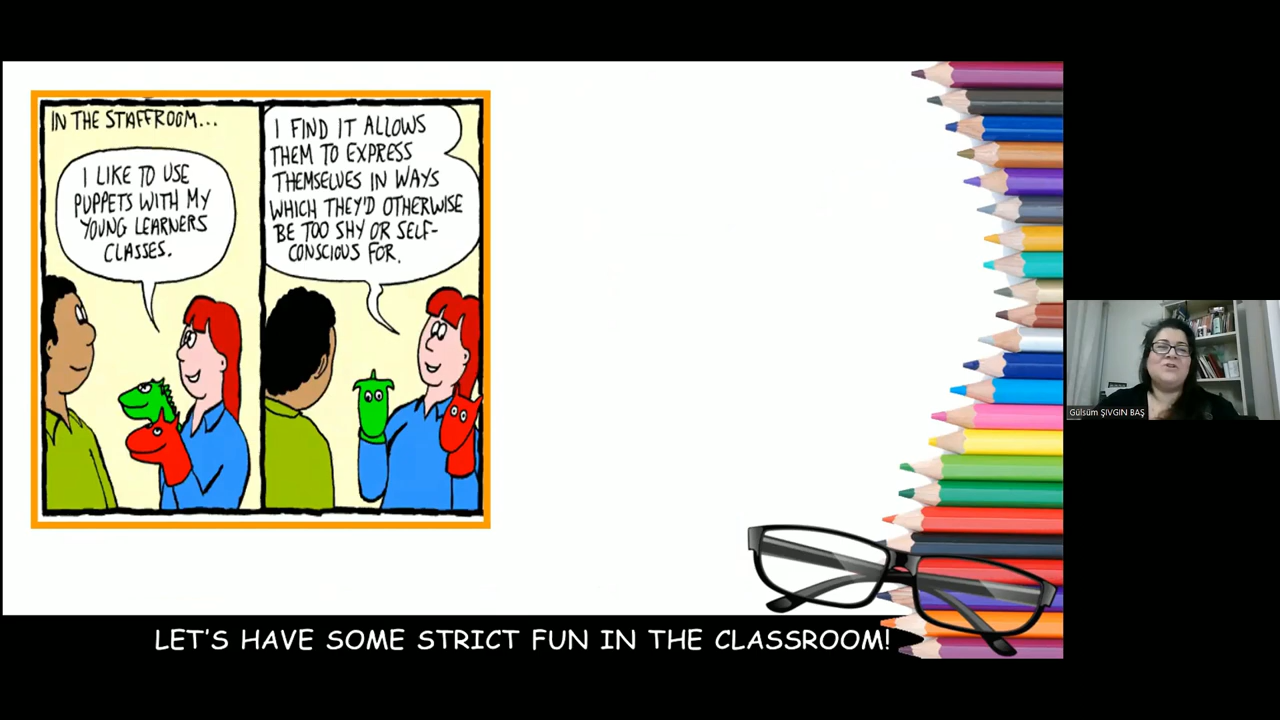 IN THE STAFFROOM...
I LIKE TO USE
PUPPETS WITH MY
YOUNG LEARNERS
CLASSES.
I FIND IT ALLOWS
THEM TO EXPRESS
THEMSELVES IN WAYS
WHICH THEY'D OTHERWISE
BE TOO SHY OR SELF-
CONSCIOUS FOR.
Gülsüm ŞIVGIN BAŞ
LET'S HAVE SOME STRICT FUN IN THE CLASSROOM!